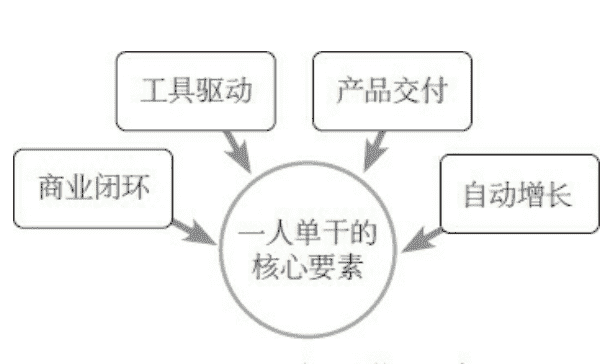 工具驱动
产品交付
商业闭环
自动增长
一人单干的
核心要素